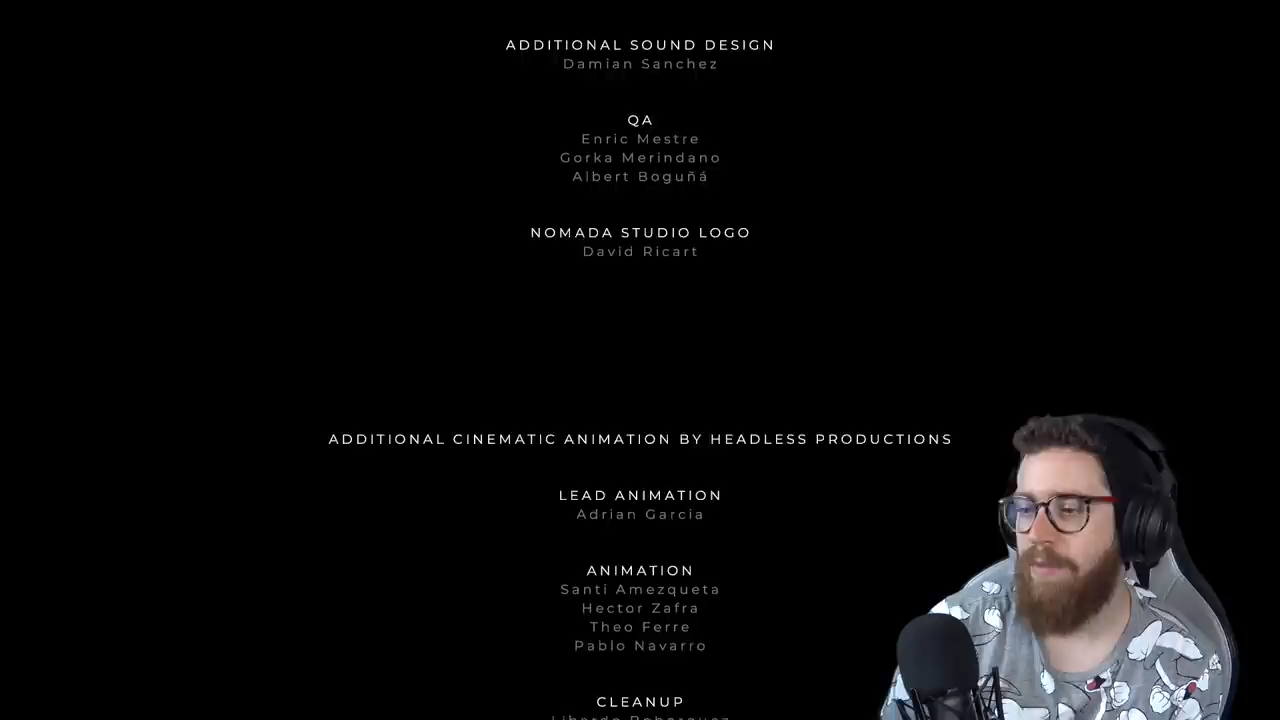 ADDITIONAL SOUND DESIGN
Damian Sanchez
QA
Enric Mestre
Gorka Merindano
Albert Boguñá
NOMADA STUDIO LOGO
David Ricart
ADDITIONAL CINEMATIC ANIMATION BY HEADLESS PRODUCTIONS
LEAD ANIMATION
Adrian Garcia
ANIMATION
Santi Amezqueta
Hector Zafra
Theo Ferre
Pablo Navarro
CLEANUP